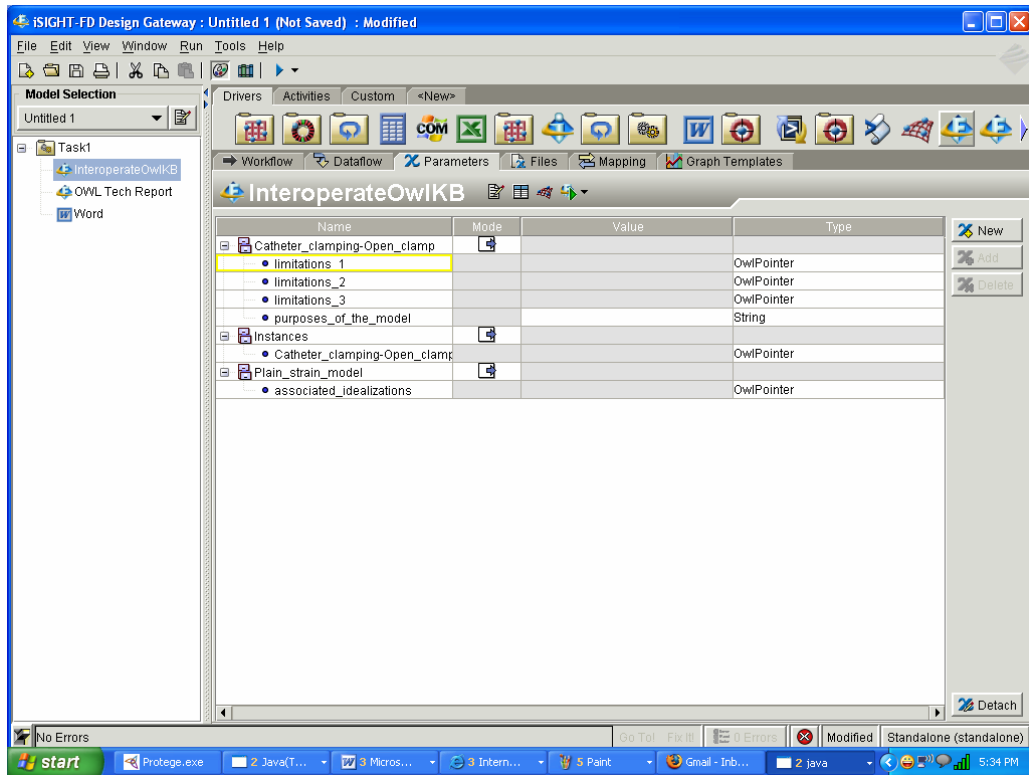 iSIGHT-FD Design Gateway : Untitled 1 (Not Saved) : Modified
File Edit View Window Run Tools Help
Model Selection
Untitled 1
Task1
InteroperateOwlKB
OWL Tech Report
Word
Drivers Activities Custom <New>
COM
Workflow Dataflow Parameters Files Mapping Graph Templates
InteroperateOwlKB
Name Mode Value Type
Catheter_clamping-Open_clamp
limitations_1 OwlPointer
limitations_2 OwlPointer
limitations_3 OwlPointer
purposes_of_the_model String
Instances
Catheter_clamping-Open_clamp OwlPointer
Plain_strain_model
associated_idealizations OwlPointer
New
Add
Delete
Detach
No Errors Go To! Fix It! 0 Errors Modified Standalone (standalone)
start Protege.exe 2 Java(T... 3 Micros... 3 Intern... 5 Paint Gmail - Inb... 2 java 5:34 PM